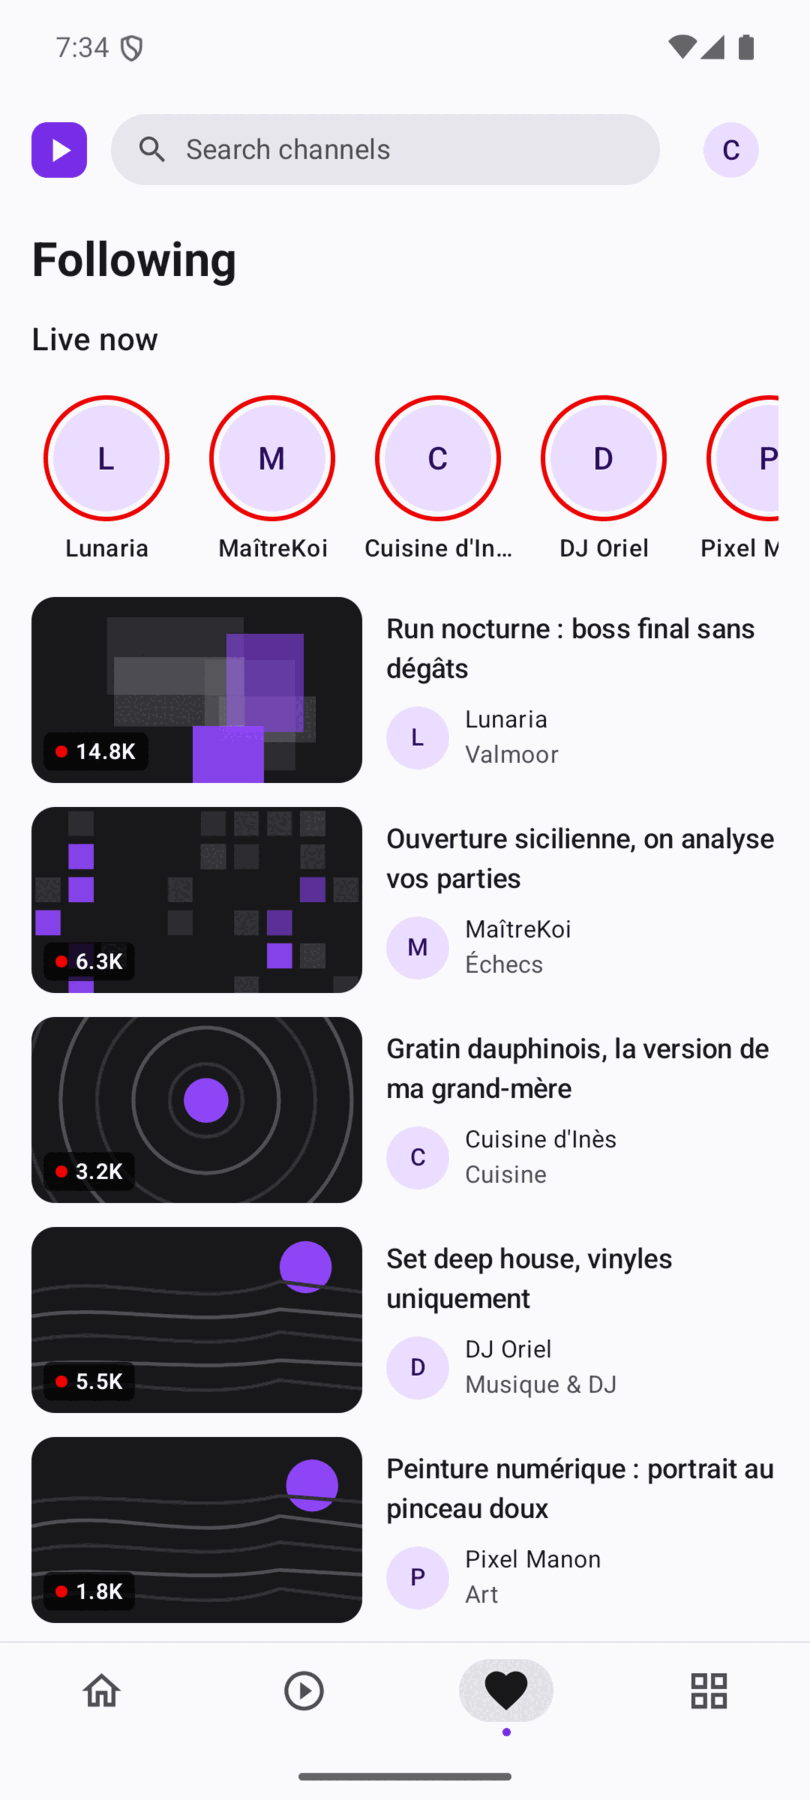 7:34
Search channels
C
Following
Live now
L
M
C
D
P
Lunaria
MaîtreKoi
Cuisine d'In…
DJ Oriel
Pixel M
14.8K
Run nocturne : boss final sans
dégâts
L
Lunaria
Valmoor
6.3K
Ouverture sicilienne, on analyse
vos parties
M
MaîtreKoi
Échecs
3.2K
Gratin dauphinois, la version de
ma grand-mère
C
Cuisine d'Inès
Cuisine
5.5K
Set deep house, vinyles
uniquement
D
DJ Oriel
Musique & DJ
1.8K
Peinture numérique : portrait au
pinceau doux
P
Pixel Manon
Art